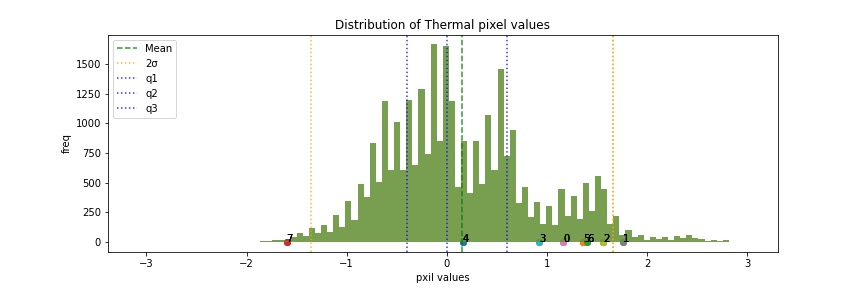 Distribution of Thermal pixel values
Mean
2σ
q1
q2
q3
freq
1500
1250
1000
750
500
250
0
7 4 3 0 5 6 2 1
−3 −2 −1 0 1 2 3
pxil values